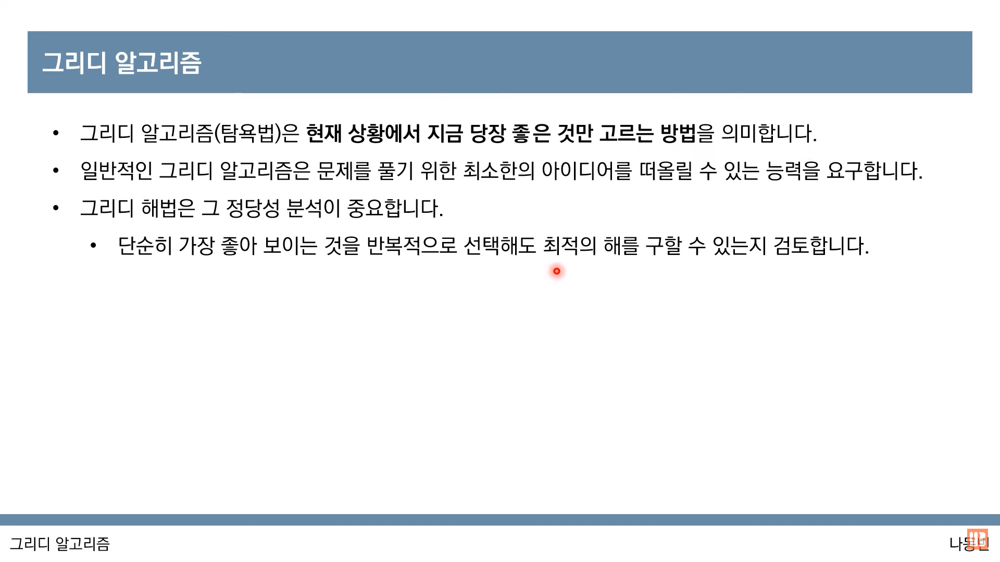 그리디 알고리즘
• 그리디 알고리즘(탐욕법)은 현재 상황에서 지금 당장 좋은 것만 고르는 방법을 의미합니다.
• 일반적인 그리디 알고리즘은 문제를 풀기 위한 최소한의 아이디어를 떠올릴 수 있는 능력을 요구합니다.
• 그리디 해법은 그 정당성 분석이 중요합니다.
• 단순히 가장 좋아 보이는 것을 반복적으로 선택해도 최적의 해를 구할 수 있는지 검토합니다.
그리디 알고리즘